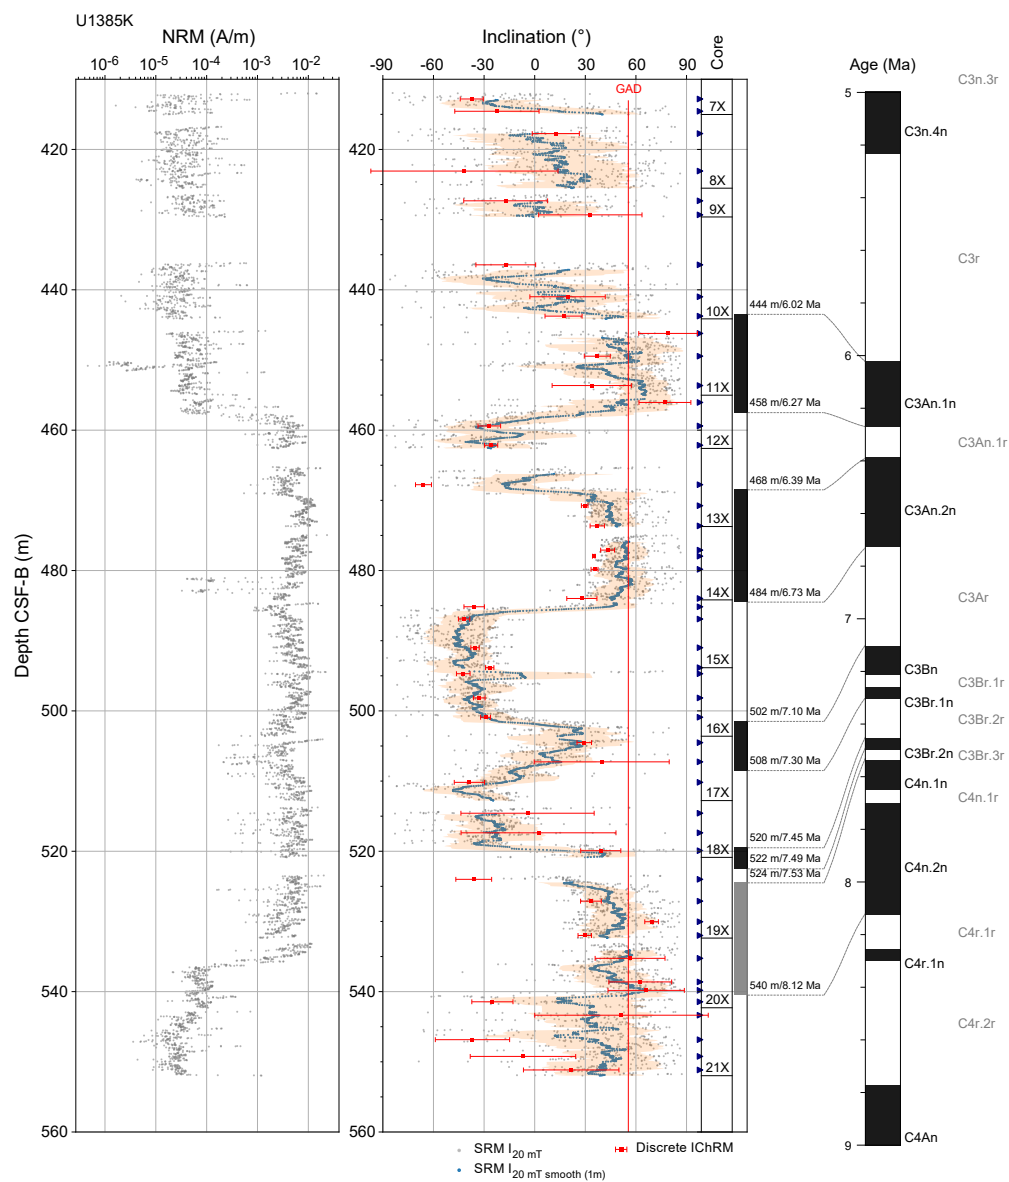 U1385K
NRM (A/m)
Inclination (°)
Core
Age (Ma)
10-6 10-5 10-4 10-3 10-2
-90 -60 -30 0 30 60 90
GAD
Depth CSF-B (m)
420
440
460
480
500
520
540
560
7X
8X
9X
10X
11X
12X
13X
14X
15X
16X
17X
18X
19X
20X
21X
444 m/6.02 Ma
458 m/6.27 Ma
468 m/6.39 Ma
484 m/6.73 Ma
502 m/7.10 Ma
508 m/7.30 Ma
520 m/7.45 Ma
522 m/7.49 Ma
524 m/7.53 Ma
540 m/8.12 Ma
5
6
7
8
9
C3n.3r
C3n.4n
C3r
C3An.1n
C3An.1r
C3An.2n
C3Ar
C3Bn
C3Br.1r
C3Br.1n
C3Br.2r
C3Br.2n
C3Br.3r
C4n.1n
C4n.1r
C4n.2n
C4r.1r
C4r.1n
C4r.2r
C4An
SRM I20 mT
SRM I20 mT smooth (1m)
Discrete IChRM